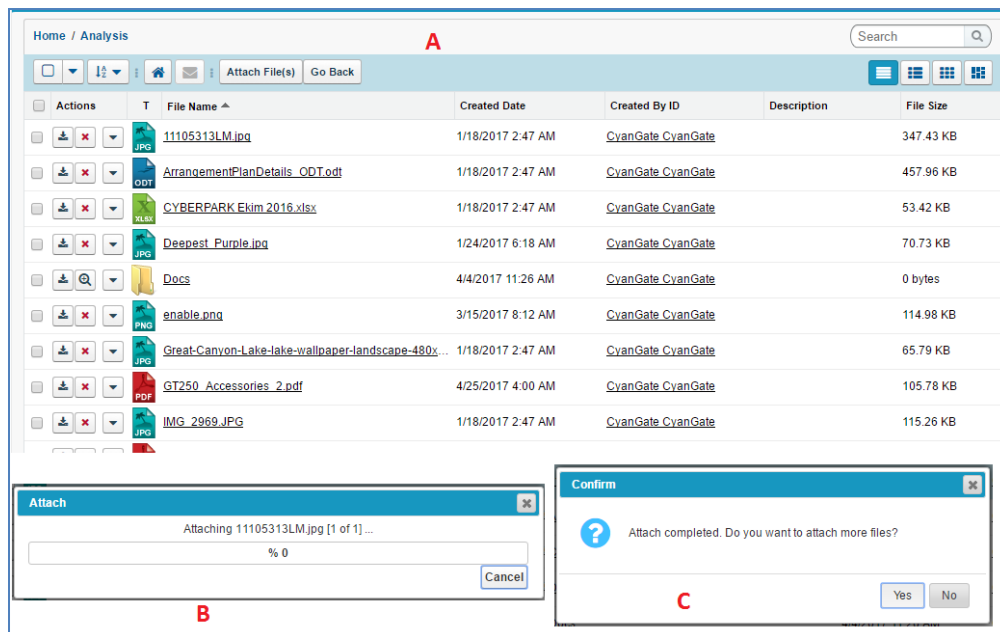 Home / Analysis
A
Search
Attach File(s) Go Back
Actions T File Name Created Date Created By ID Description File Size
JPG 11105313LM.jpg 1/18/2017 2:47 AM CyanGate CyanGate 347.43 KB
ODT ArrangementPlanDetails_ODT.odt 1/18/2017 2:47 AM CyanGate CyanGate 457.96 KB
XLSX CYBERPARK Ekim 2016.xlsx 1/18/2017 2:47 AM CyanGate CyanGate 53.42 KB
JPG Deepest_Purple.jpg 1/24/2017 6:18 AM CyanGate CyanGate 70.73 KB
Docs 4/4/2017 11:26 AM CyanGate CyanGate 0 bytes
PNG enable.png 3/15/2017 8:12 AM CyanGate CyanGate 114.98 KB
JPG Great-Canyon-Lake-lake-wallpaper-landscape-480x... 1/18/2017 2:47 AM CyanGate CyanGate 65.79 KB
PDF GT250_Accessories_2.pdf 4/25/2017 4:00 AM CyanGate CyanGate 105.78 KB
JPG IMG_2969.JPG 1/18/2017 2:47 AM CyanGate CyanGate 115.26 KB
Attach
Attaching 11105313LM.jpg [1 of 1] ...
% 0
Cancel
B
Confirm
Attach completed. Do you want to attach more files?
Yes No
C